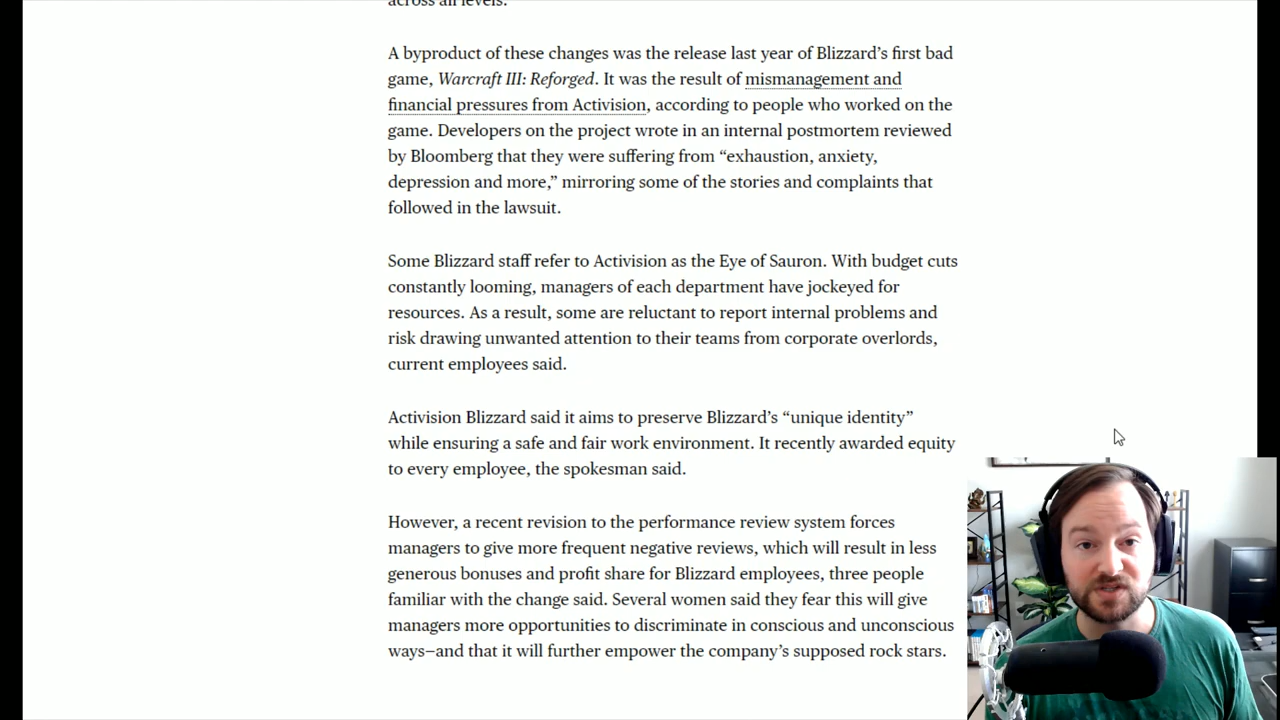 across all levels.
A byproduct of these changes was the release last year of Blizzard’s first bad
game, Warcraft III: Reforged. It was the result of mismanagement and
financial pressures from Activision, according to people who worked on the
game. Developers on the project wrote in an internal postmortem reviewed
by Bloomberg that they were suffering from “exhaustion, anxiety,
depression and more,” mirroring some of the stories and complaints that
followed in the lawsuit.
Some Blizzard staff refer to Activision as the Eye of Sauron. With budget cuts
constantly looming, managers of each department have jockeyed for
resources. As a result, some are reluctant to report internal problems and
risk drawing unwanted attention to their teams from corporate overlords,
current employees said.
Activision Blizzard said it aims to preserve Blizzard’s “unique identity”
while ensuring a safe and fair work environment. It recently awarded equity
to every employee, the spokesman said.
However, a recent revision to the performance review system forces
managers to give more frequent negative reviews, which will result in less
generous bonuses and profit share for Blizzard employees, three people
familiar with the change said. Several women said they fear this will give
managers more opportunities to discriminate in conscious and unconscious
ways—and that it will further empower the company’s supposed rock stars.